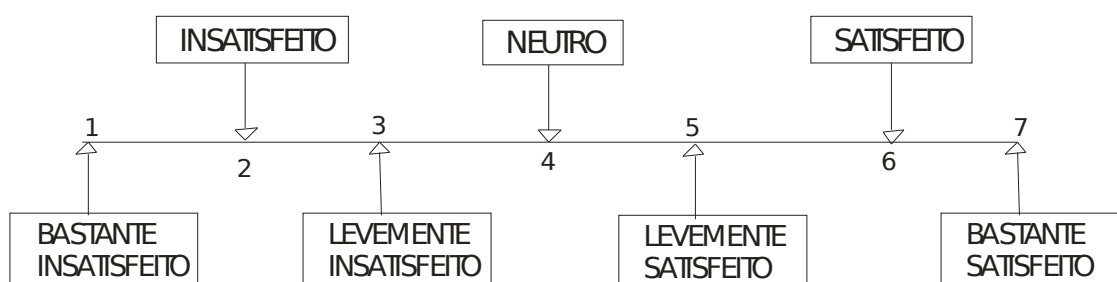 INSATISFEITO
NEUTRO
SATISFEITO
1
3
5
7
2
4
6
BASTANTE
INSATISFEITO
LEVEMENTE
INSATISFEITO
LEVEMENTE
SATISFEITO
BASTANTE
SATISFEITO